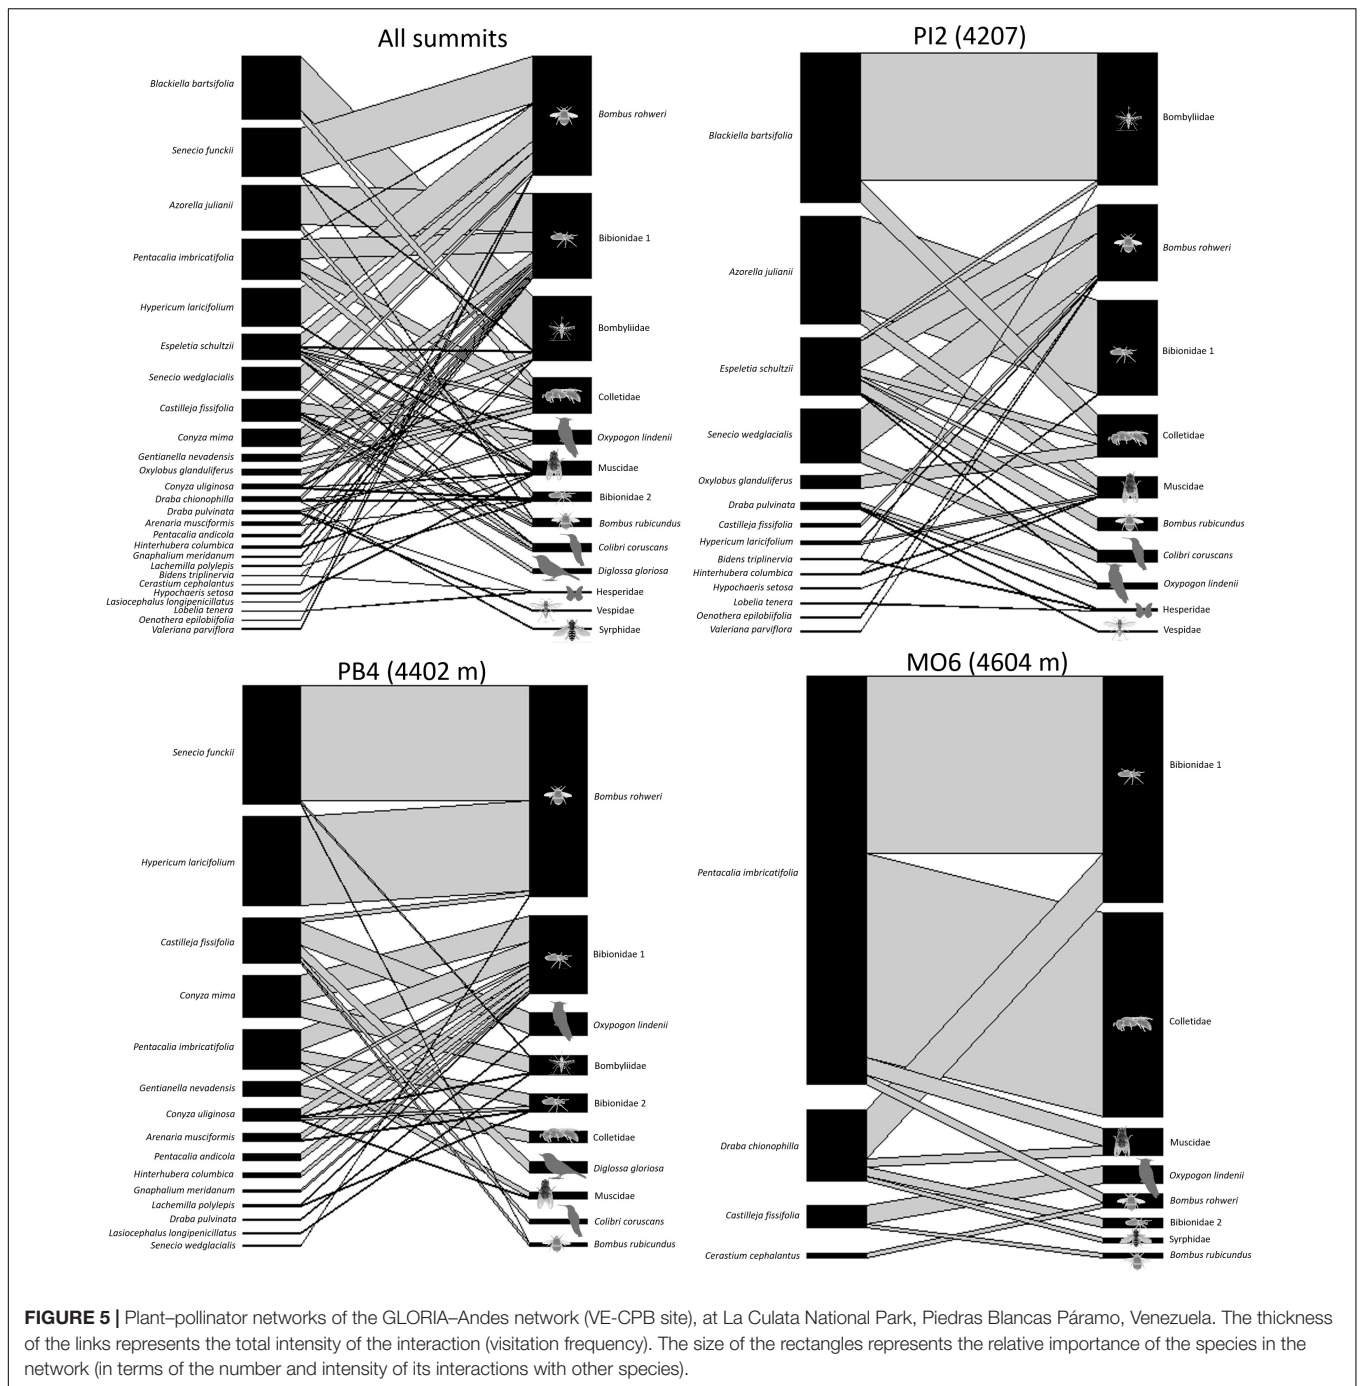 All summits
Blackiella bartsifolia
Senecio funckii
Azorella julianii
Pentacalia imbricatifolia
Hypericum laricifolium
Espeletia schultzii
Senecio wedglacialis
Castilleja fissifolia
Conyza mima
Gentianella nevadensis
Oxylobus glanduliferus
Conyza uliginosa
Draba chionophilla
Draba pulvinata
Arenaria musciformis
Pentacalia andicola
Hinterhubera columbica
Gnaphalium meridanum
Lachemilla polylepis
Bidens triplinervia
Cerastium cephalantus
Hypochaeris setosa
Lasiocephalus longipenicillatus
Lobelia tenera
Oenothera epilobiifolia
Valeriana parviflora
Bombus rohweri
Bibionidae 1
Bombyliidae
Colletidae
Oxypogon lindenii
Muscidae
Bibionidae 2
Bombus rubicundus
Colibri coruscans
Diglossa gloriosa
Hesperidae
Vespidae
Syrphidae
PI2 (4207)
Blackiella bartsifolia
Azorella julianii
Espeletia schultzii
Senecio wedglacialis
Oxylobus glanduliferus
Draba pulvinata
Castilleja fissifolia
Hypericum laricifolium
Bidens triplinervia
Hinterhubera columbica
Hypochaeris setosa
Lobelia tenera
Oenothera epilobiifolia
Valeriana parviflora
Bombyliidae
Bombus rohweri
Bibionidae 1
Colletidae
Muscidae
Bombus rubicundus
Colibri coruscans
Oxypogon lindenii
Hesperidae
Vespidae
PB4 (4402 m)
Senecio funckii
Hypericum laricifolium
Castilleja fissifolia
Conyza mima
Pentacalia imbricatifolia
Gentianella nevadensis
Conyza uliginosa
Arenaria musciformis
Pentacalia andicola
Hinterhubera columbica
Gnaphalium meridanum
Lachemilla polylepis
Draba pulvinata
Lasiocephalus longipenicillatus
Senecio wedglacialis
Bombus rohweri
Bibionidae 1
Oxypogon lindenii
Bombyliidae
Bibionidae 2
Colletidae
Diglossa gloriosa
Muscidae
Colibri coruscans
Bombus rubicundus
MO6 (4604 m)
Pentacalia imbricatifolia
Draba chionophilla
Castilleja fissifolia
Cerastium cephalantus
Bibionidae 1
Colletidae
Muscidae
Oxypogon lindenii
Bombus rohweri
Bibionidae 2
Syrphidae
Bombus rubicundus
FIGURE 5 | Plant–pollinator networks of the GLORIA–Andes network (VE-CPB site), at La Culata National Park, Piedras Blancas Páramo, Venezuela. The thickness
of the links represents the total intensity of the interaction (visitation frequency). The size of the rectangles represents the relative importance of the species in the
network (in terms of the number and intensity of its interactions with other species).